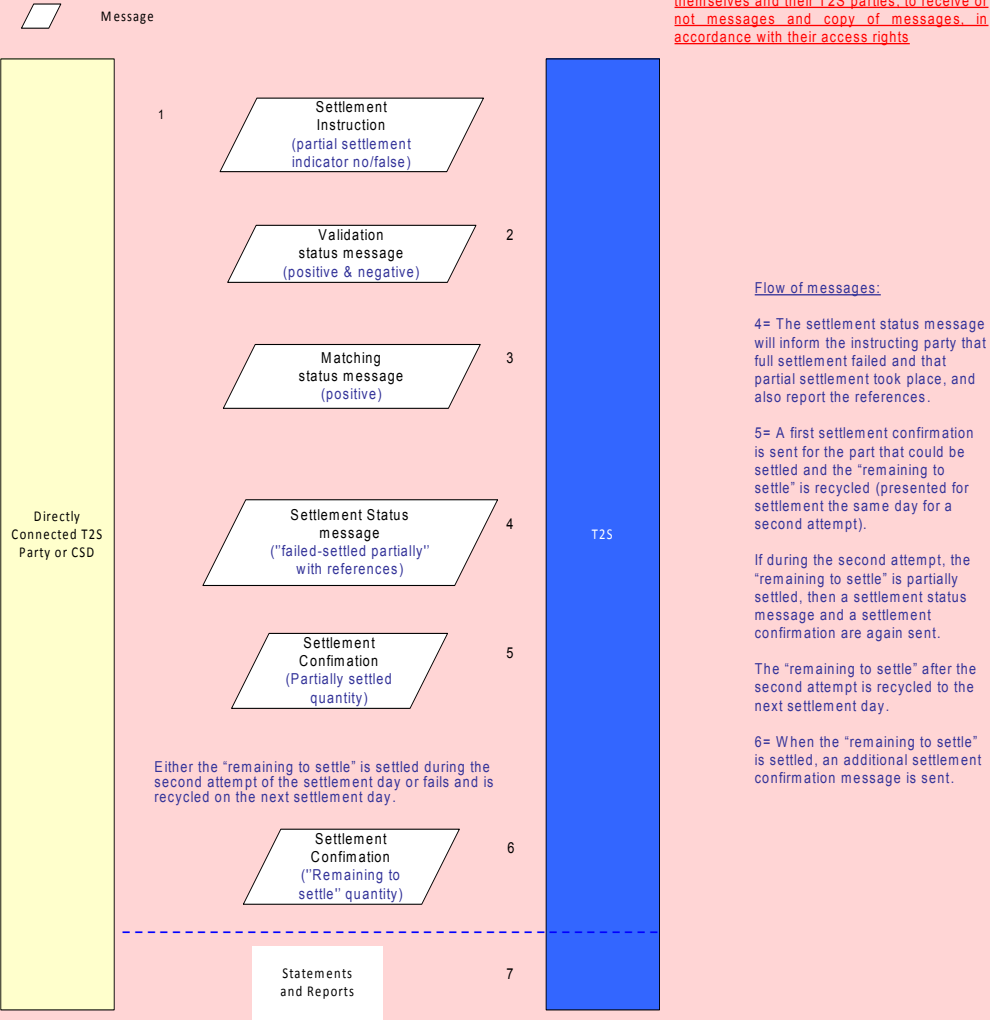 themselves and their T2S parties, to receive or
not messages and copy of messages, in
accordance with their access rights
Message
1
Settlement
Instruction
(partial settlement
indicator no/false)
Validation
status message
(positive & negative)
2
Matching
status message
(positive)
3
Settlement Status
message
("failed-settled partially"
with references)
4
Directly
Connected T2S
Party or CSD
T2S
Settlement
Confimation
(Partially settled
quantity)
5
Either the “remaining to settle” is settled during the
second attempt of the settlement day or fails and is
recycled on the next settlement day.
Settlement
Confimation
("Remaining to
settle" quantity)
6
Statements
and Reports
7
Flow of messages:
4= The settlement status message
will inform the instructing party that
full settlement failed and that
partial settlement took place, and
also report the references.
5= A first settlement confirmation
is sent for the part that could be
settled and the “remaining to
settle” is recycled (presented for
settlement the same day for a
second attempt).
If during the second attempt, the
“remaining to settle” is partially
settled, then a settlement status
message and a settlement
confirmation are again sent.
The “remaining to settle” after the
second attempt is recycled to the
next settlement day.
6= When the “remaining to settle”
is settled, an additional settlement
confirmation message is sent.